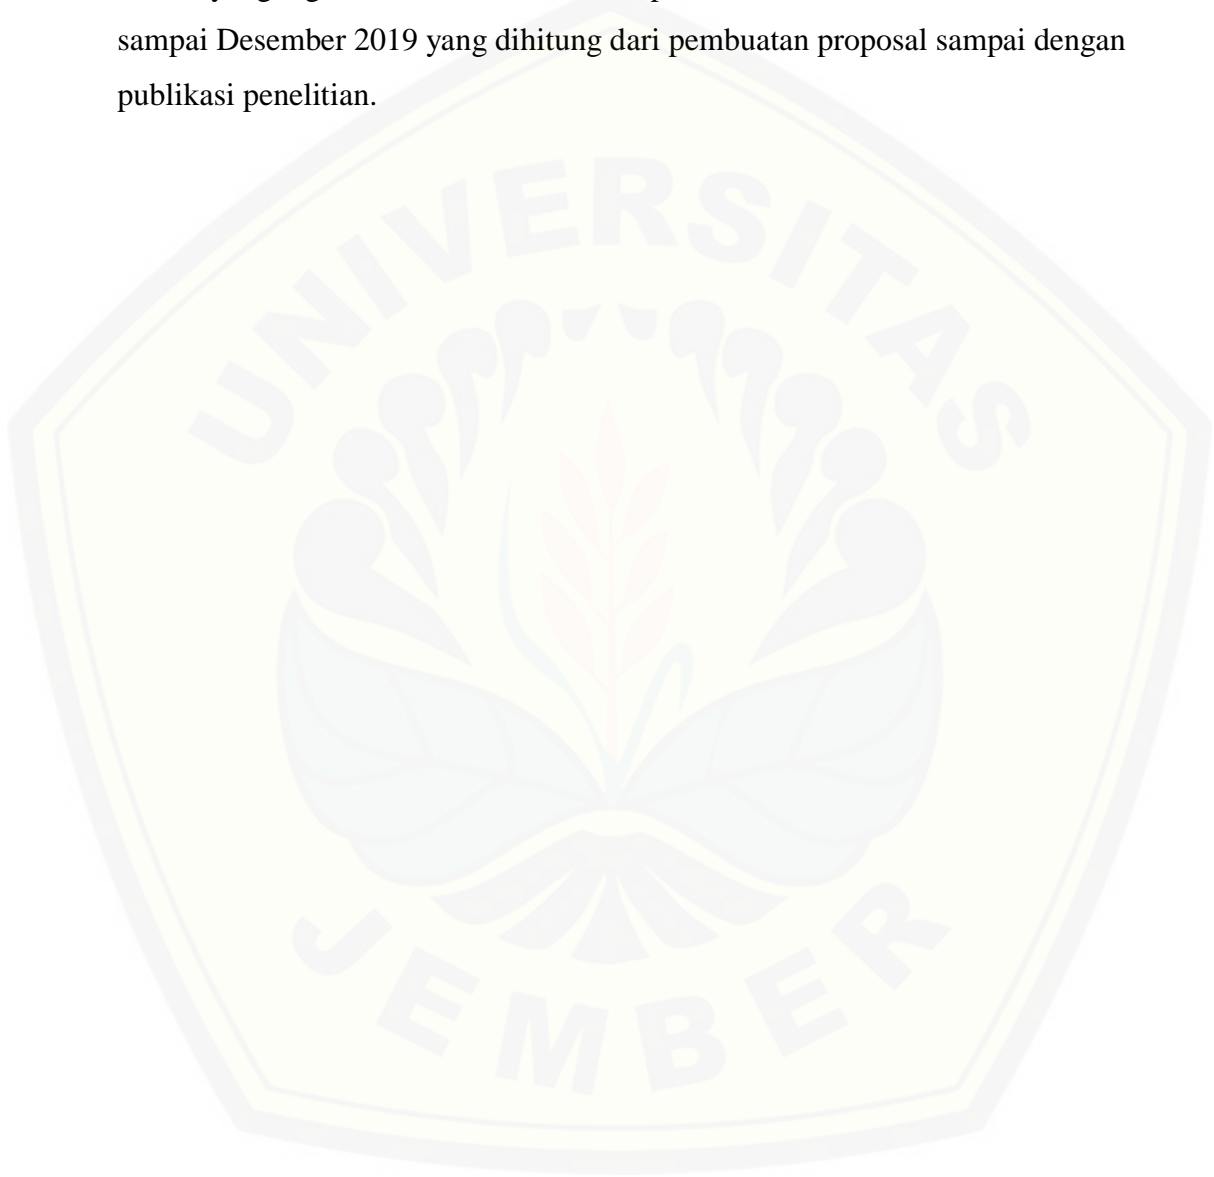 sampai Desember 2019 yang dihitung dari pembuatan proposal sampai dengan
publikasi penelitian.
UNIVERSITAS
JEMBER